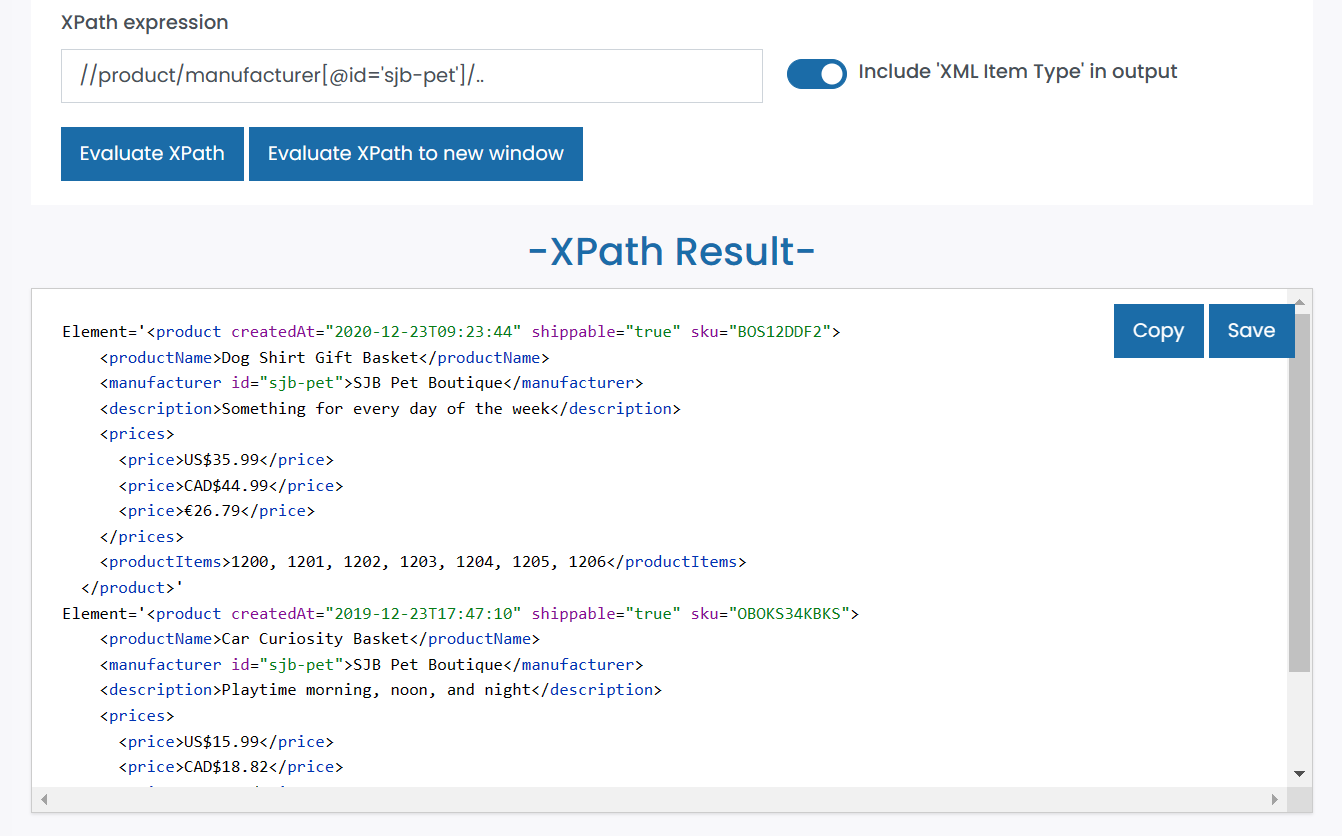 XPath expression
//product/manufacturer[@id='sjb-pet']/..
Include 'XML Item Type' in output
Evaluate XPath
Evaluate XPath to new window
-XPath Result-
Copy
Save
Element='<product createdAt="2020-12-23T09:23:44" shippable="true" sku="BOS12DDF2">
<productName>Dog Shirt Gift Basket</productName>
<manufacturer id="sjb-pet">SJB Pet Boutique</manufacturer>
<description>Something for every day of the week</description>
<prices>
<price>US$35.99</price>
<price>CAD$44.99</price>
<price>€26.79</price>
</prices>
<productItems>1200, 1201, 1202, 1203, 1204, 1205, 1206</productItems>
</product>'
Element='<product createdAt="2019-12-23T17:47:10" shippable="true" sku="OBOKS34KBKS">
<productName>Car Curiosity Basket</productName>
<manufacturer id="sjb-pet">SJB Pet Boutique</manufacturer>
<description>Playtime morning, noon, and night</description>
<prices>
<price>US$15.99</price>
<price>CAD$18.82</price>